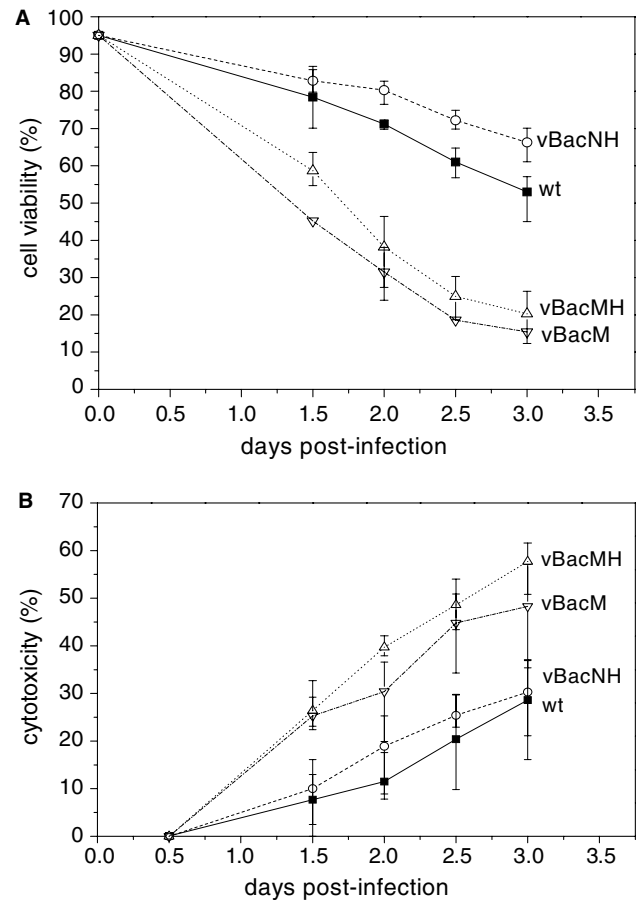 A
100
90
80
70
60
50
40
30
20
10
0
cell viability (%)
vBacNH
wt
vBacMH
vBacM
0.0 0.5 1.0 1.5 2.0 2.5 3.0 3.5
days post-infection
B
70
60
50
40
30
20
10
0
cytotoxicity (%)
vBacMH
vBacM
vBacNH
wt
0.0 0.5 1.0 1.5 2.0 2.5 3.0 3.5
days post-infection